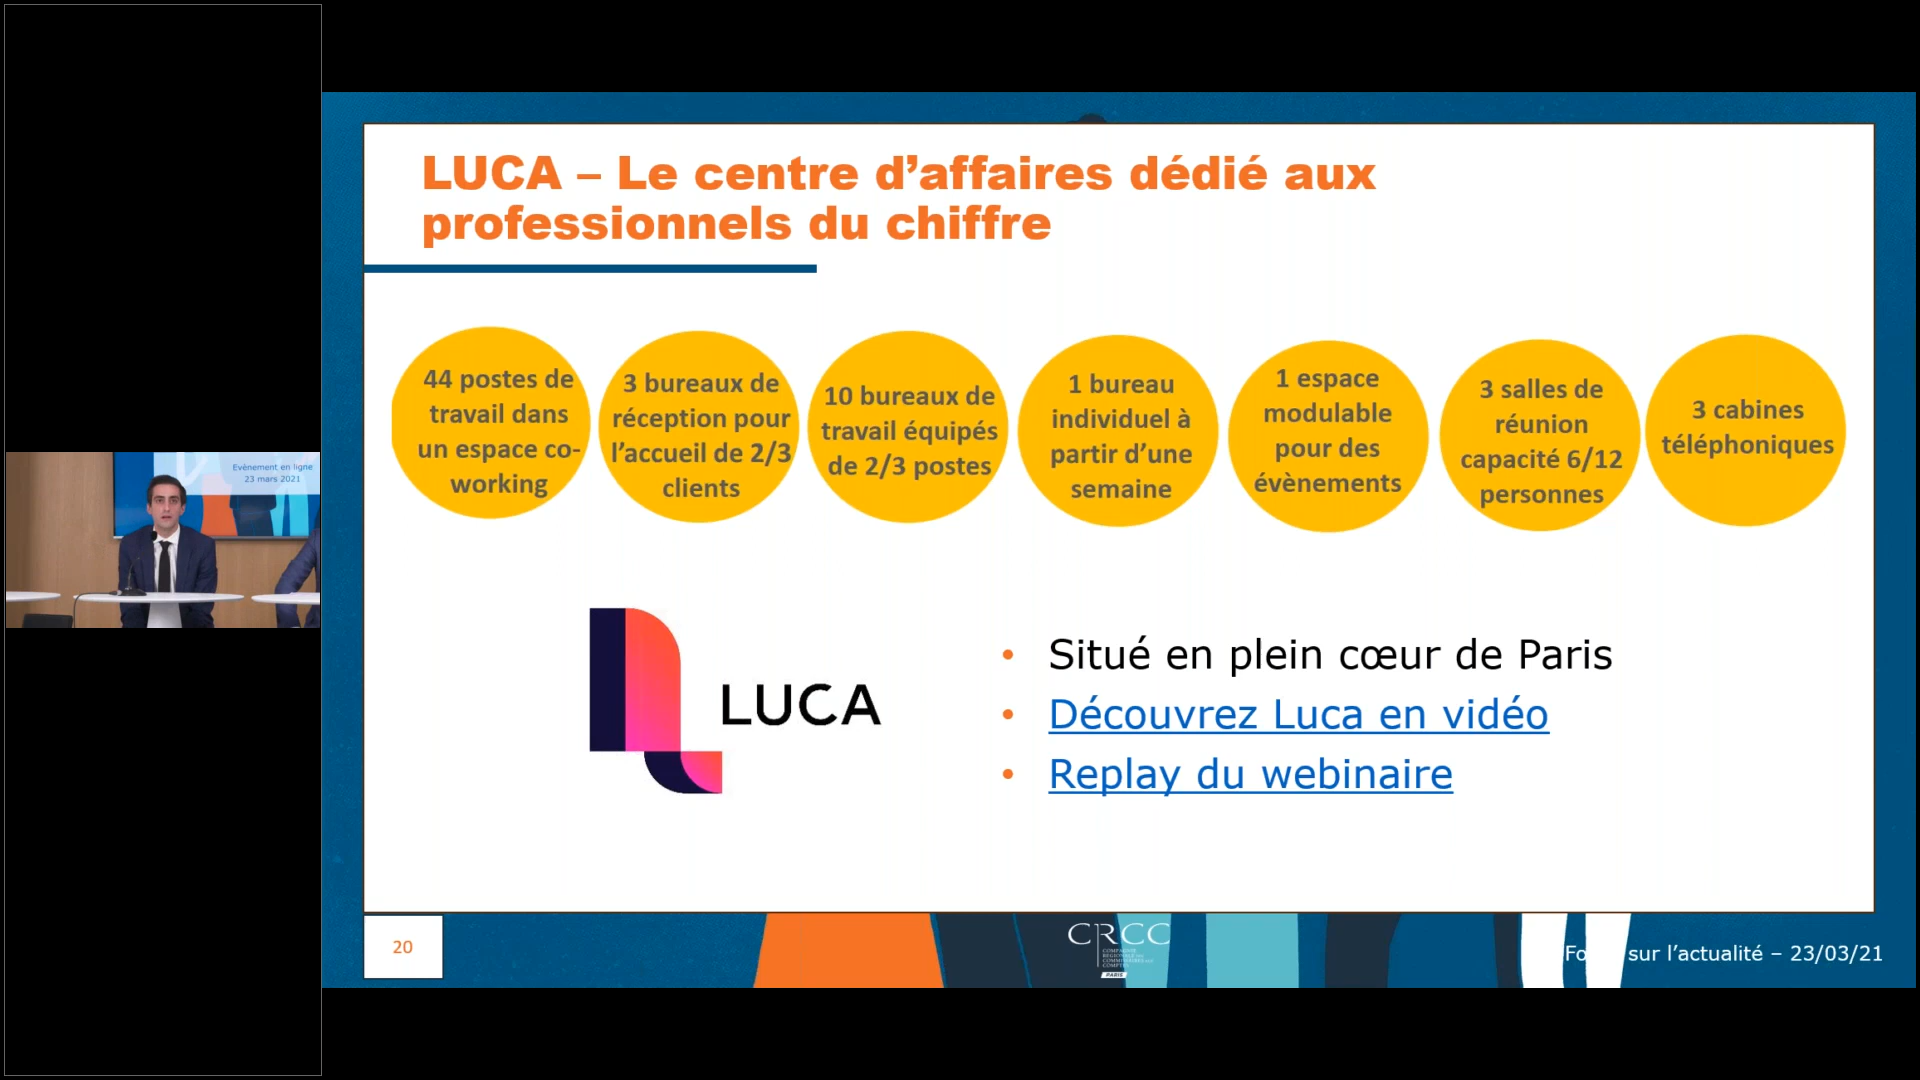 Evènement en ligne
23 mars 2021
LUCA – Le centre d’affaires dédié aux
professionnels du chiffre
44 postes de
travail dans
un espace co-
working
3 bureaux de
réception pour
l’accueil de 2/3
clients
10 bureaux de
travail équipés
de 2/3 postes
1 bureau
individuel à
partir d’une
semaine
1 espace
modulable
pour des
évènements
3 salles de
réunion
capacité 6/12
personnes
3 cabines
téléphoniques
LUCA
• Situé en plein cœur de Paris
• Découvrez Luca en vidéo
• Replay du webinaire
20
CRCC
PARIS
sur l’actualité – 23/03/21